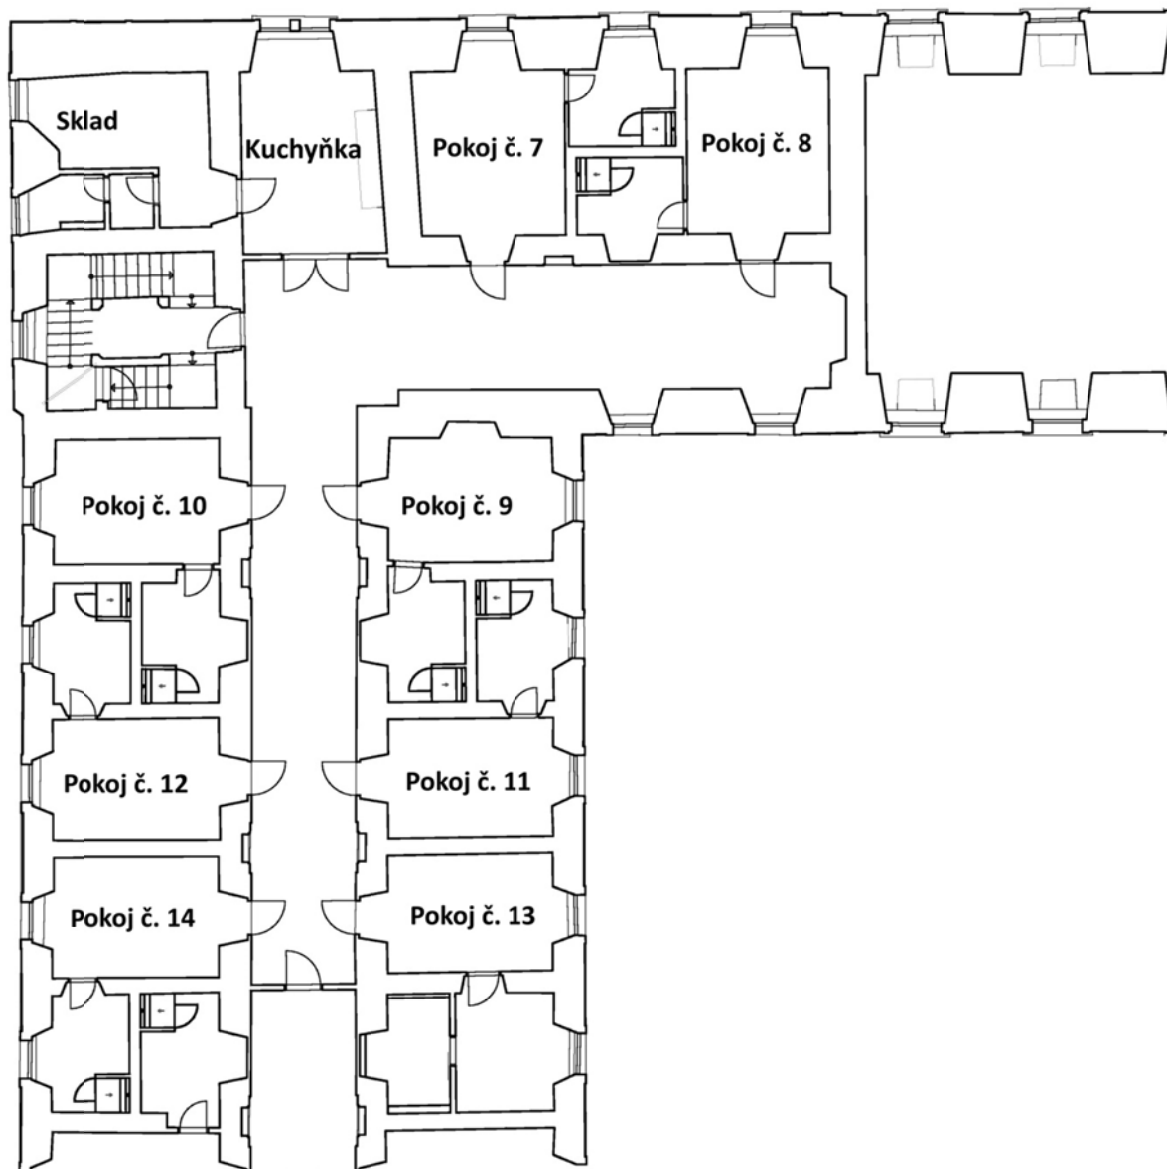 Sklad
Kuchyňka
Pokoj č. 7
Pokoj č. 8
Pokoj č. 10
Pokoj č. 9
Pokoj č. 12
Pokoj č. 11
Pokoj č. 14
Pokoj č. 13